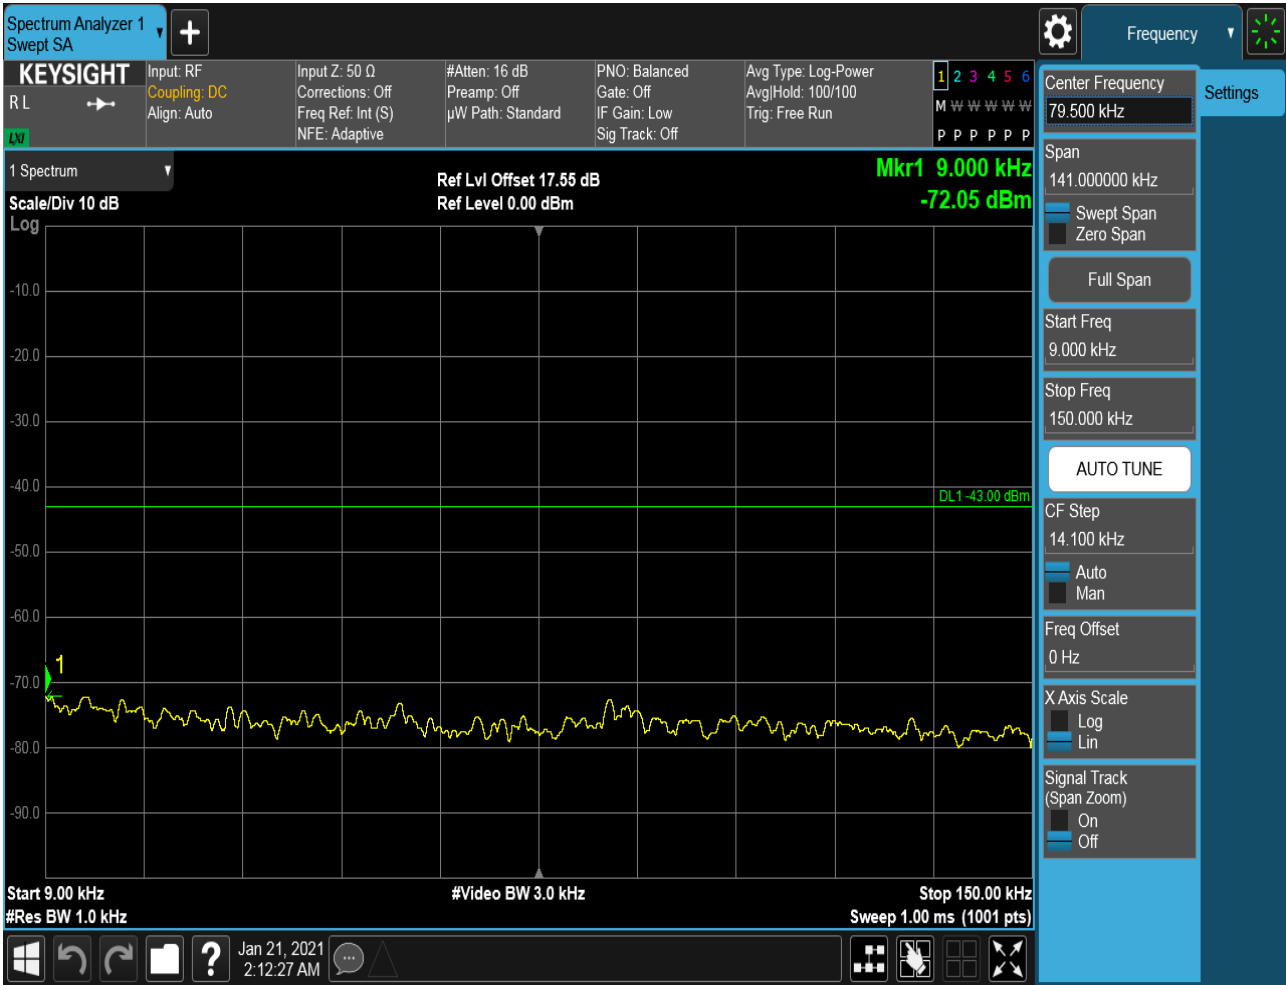 Spectrum Analyzer 1
Swept SA
+
Frequency
KEYSIGHT
R L
LXI
Input: RF
Coupling: DC
Align: Auto
Input Z: 50 Ω
Corrections: Off
Freq Ref: Int (S)
NFE: Adaptive
#Atten: 16 dB
Preamp: Off
µW Path: Standard
PNO: Balanced
Gate: Off
IF Gain: Low
Sig Track: Off
Avg Type: Log-Power
Avg|Hold: 100/100
Trig: Free Run
1 2 3 4 5 6
M W W W W W
P P P P P P
1 Spectrum
Scale/Div 10 dB
Log
Ref Lvl Offset 17.55 dB
Ref Level 0.00 dBm
Mkr1 9.000 kHz
-72.05 dBm
-10.0
-20.0
-30.0
-40.0
DL1 -43.00 dBm
-50.0
-60.0
1
-70.0
-80.0
-90.0
Start 9.00 kHz
#Video BW 3.0 kHz
Stop 150.00 kHz
#Res BW 1.0 kHz
Sweep 1.00 ms (1001 pts)
?
Jan 21, 2021
2:12:27 AM
Center Frequency
79.500 kHz
Settings
Span
141.000000 kHz
Swept Span
Zero Span
Full Span
Start Freq
9.000 kHz
Stop Freq
150.000 kHz
AUTO TUNE
CF Step
14.100 kHz
Auto
Man
Freq Offset
0 Hz
X Axis Scale
Log
Lin
Signal Track
(Span Zoom)
On
Off